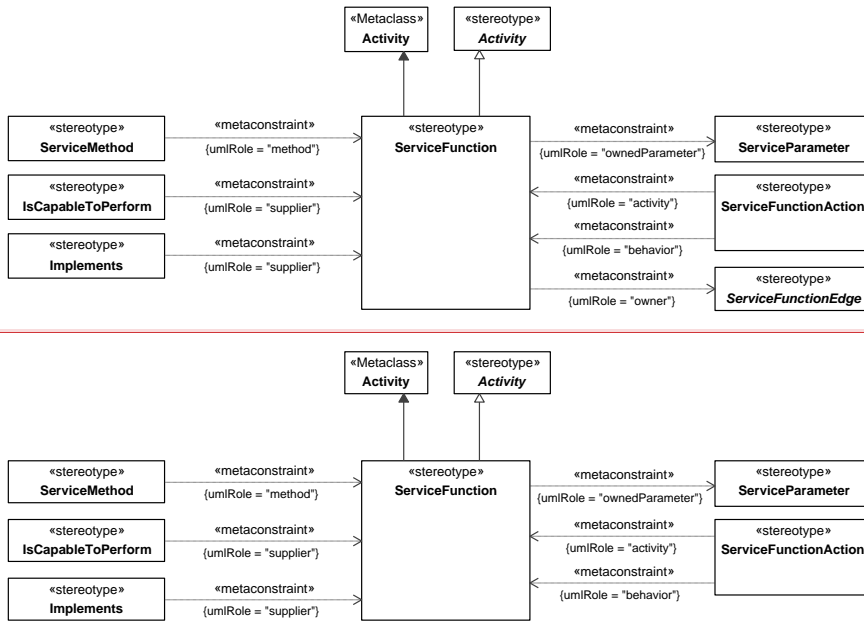 «Metaclass»
Activity
«stereotype»
Activity
«stereotype»
ServiceMethod
«metaconstraint»
{umlRole = "method"}
«stereotype»
ServiceFunction
«metaconstraint»
{umlRole = "ownedParameter"}
«stereotype»
ServiceParameter
«stereotype»
IsCapableToPerform
«metaconstraint»
{umlRole = "supplier"}
«metaconstraint»
{umlRole = "activity"}
«stereotype»
ServiceFunctionAction
«stereotype»
Implements
«metaconstraint»
{umlRole = "supplier"}
«metaconstraint»
{umlRole = "behavior"}
«metaconstraint»
{umlRole = "owner"}
«stereotype»
ServiceFunctionEdge
«Metaclass»
Activity
«stereotype»
Activity
«stereotype»
ServiceMethod
«metaconstraint»
{umlRole = "method"}
«stereotype»
ServiceFunction
«metaconstraint»
{umlRole = "ownedParameter"}
«stereotype»
ServiceParameter
«stereotype»
IsCapableToPerform
«metaconstraint»
{umlRole = "supplier"}
«metaconstraint»
{umlRole = "activity"}
«stereotype»
ServiceFunctionAction
«stereotype»
Implements
«metaconstraint»
{umlRole = "supplier"}
«metaconstraint»
{umlRole = "behavior"}